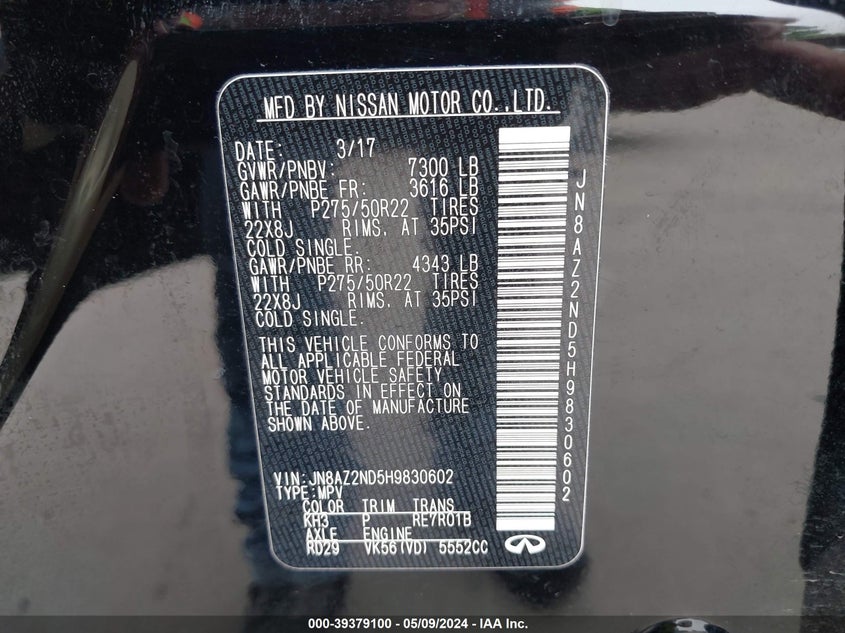 MFD BY NISSAN MOTOR CO.,LTD.
DATE: 3/17
GVWR/PNBV: 7300 LB
GAWR/PNBE FR: 3616 LB
WITH P275/50R22 TIRES
22X8J RIMS. AT 35PSI
COLD SINGLE.
GAWR/PNBE RR: 4343 LB
WITH P275/50R22 TIRES
22X8J RIMS. AT 35PSI
COLD SINGLE.
THIS VEHICLE CONFORMS TO
ALL APPLICABLE FEDERAL
MOTOR VEHICLE SAFETY
STANDARDS IN EFFECT ON
THE DATE OF MANUFACTURE
SHOWN ABOVE.
VIN:JN8AZ2ND5H9830602
TYPE:MPV
COLOR TRIM TRANS
KH3 P RE7R01B
AXLE ENGINE
RD29 VK56(VD) 5552CC
JN8AZ2ND5H9830602
000-39379100 - 05/09/2024 - IAA Inc.